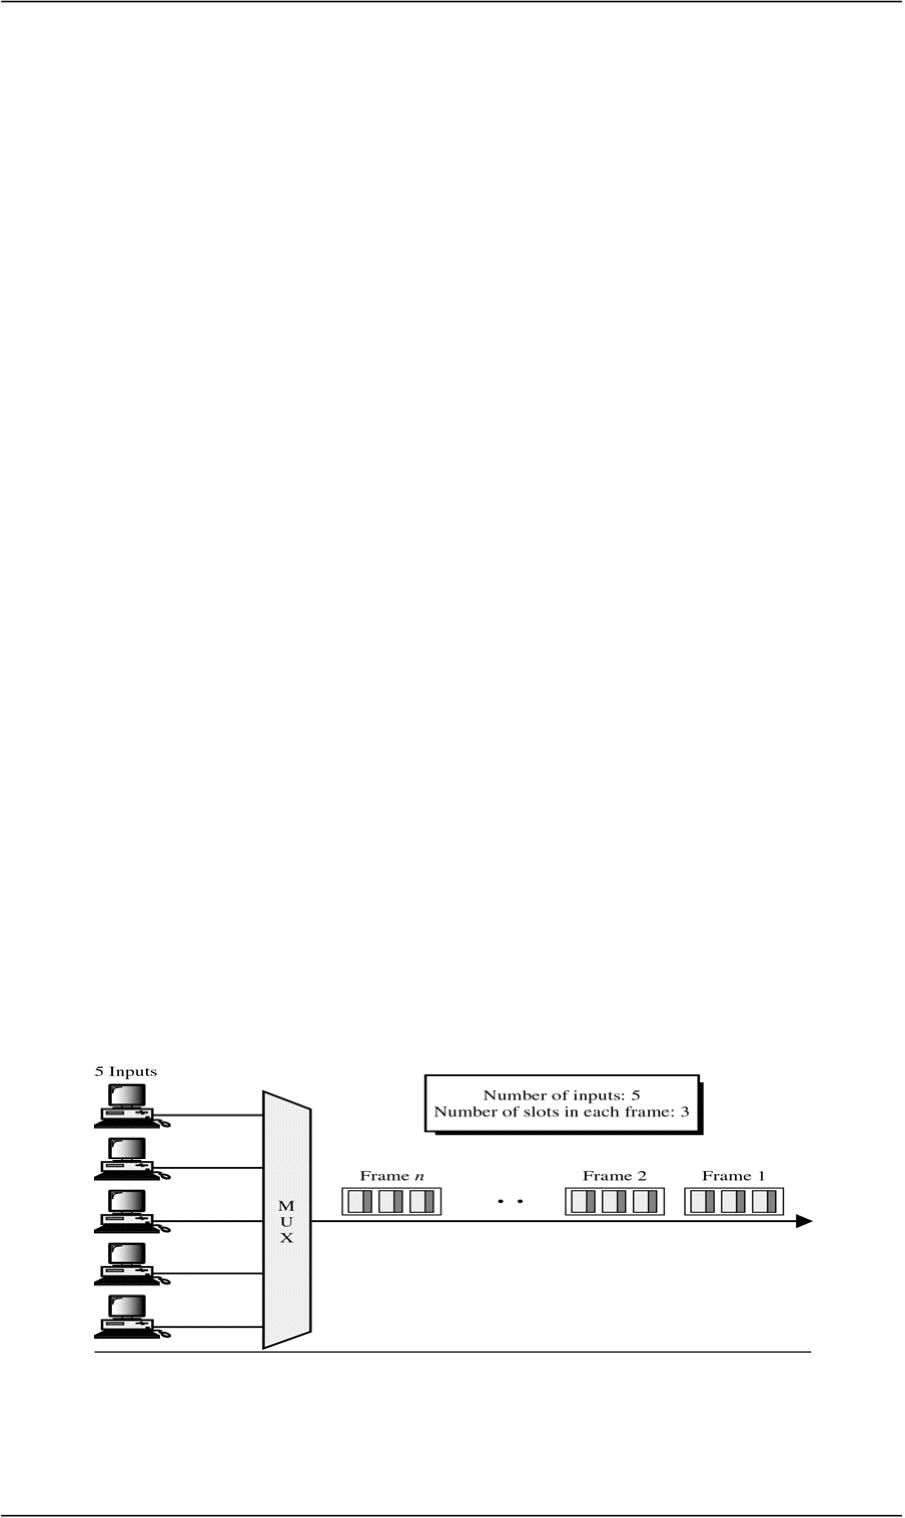 5 Inputs
Number of inputs: 5
Number of slots in each frame: 3
Frame n
Frame 2
Frame 1
M
U
X